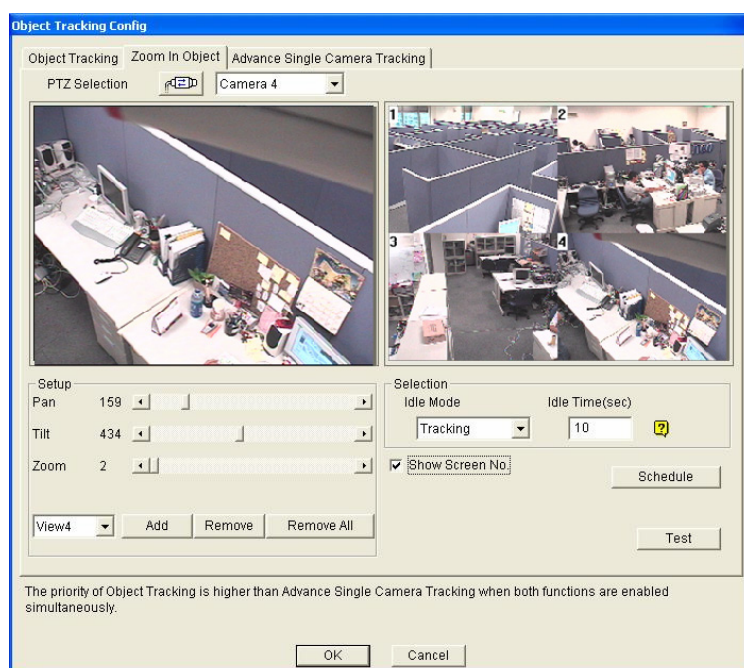 Object Tracking Config
Object Tracking Zoom In Object Advance Single Camera Tracking
PTZ Selection Camera 4
1 2
3 4
Setup
Pan 159
Tilt 434
Zoom 2
View4 Add Remove Remove All
Selection
Idle Mode Idle Time(sec)
Tracking 10 ?
Show Screen No.
Schedule
Test
The priority of Object Tracking is higher than Advance Single Camera Tracking when both functions are enabled
simultaneously.
OK Cancel